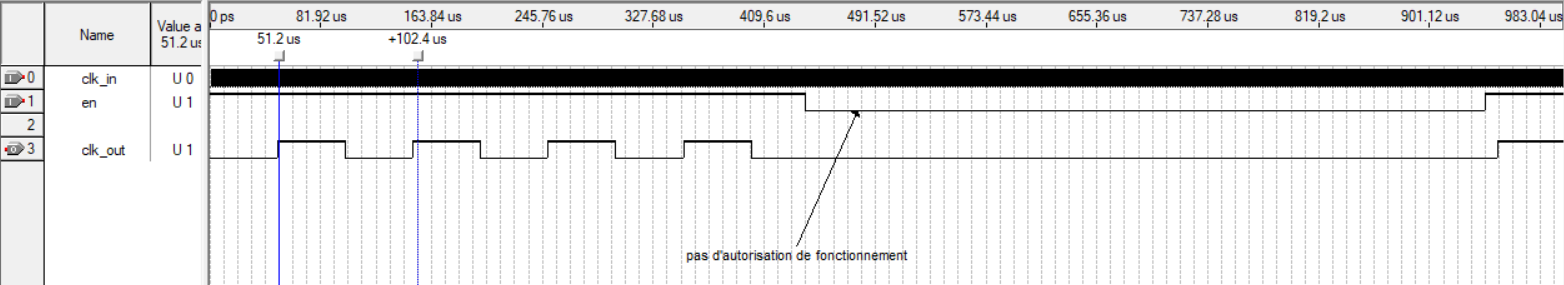 Name
Value a
51.2 us
0 ps
81.92 us
163.84 us
245.76 us
327.68 us
409.6 us
491.52 us
573.44 us
655.36 us
737.28 us
819.2 us
901.12 us
983.04 us
51.2 us
+102.4 us
0
clk_in
U 0
1
en
U 1
2
3
clk_out
U 1
pas d'autorisation de fonctionnement